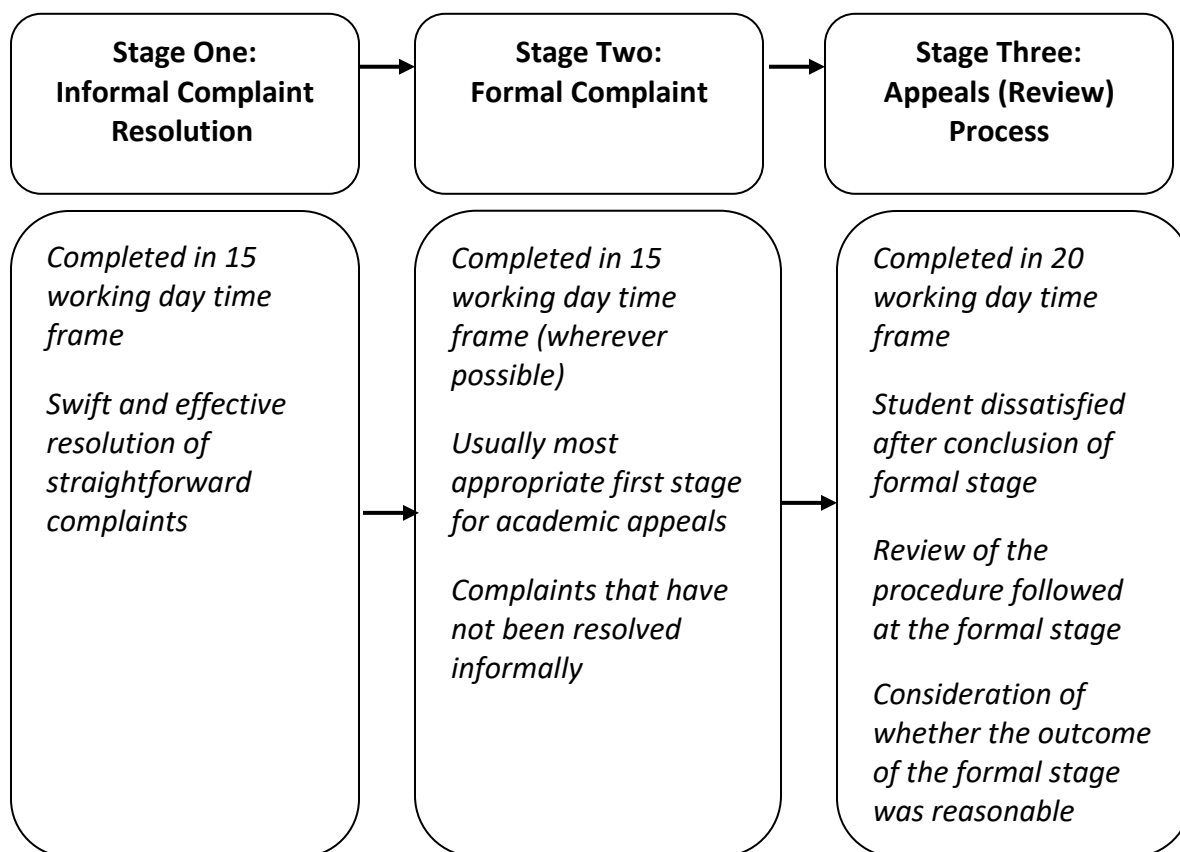 Stage One:
Informal Complaint
Resolution
Stage Two:
Formal Complaint
Stage Three:
Appeals (Review)
Process
Completed in 15
working day time
frame
Swift and effective
resolution of
straightforward
complaints
Completed in 15
working day time
frame (wherever
possible)
Usually most
appropriate first stage
for academic appeals
Complaints that have
not been resolved
informally
Completed in 20
working day time
frame
Student dissatisfied
after conclusion of
formal stage
Review of the
procedure followed
at the formal stage
Consideration of
whether the outcome
of the formal stage
was reasonable